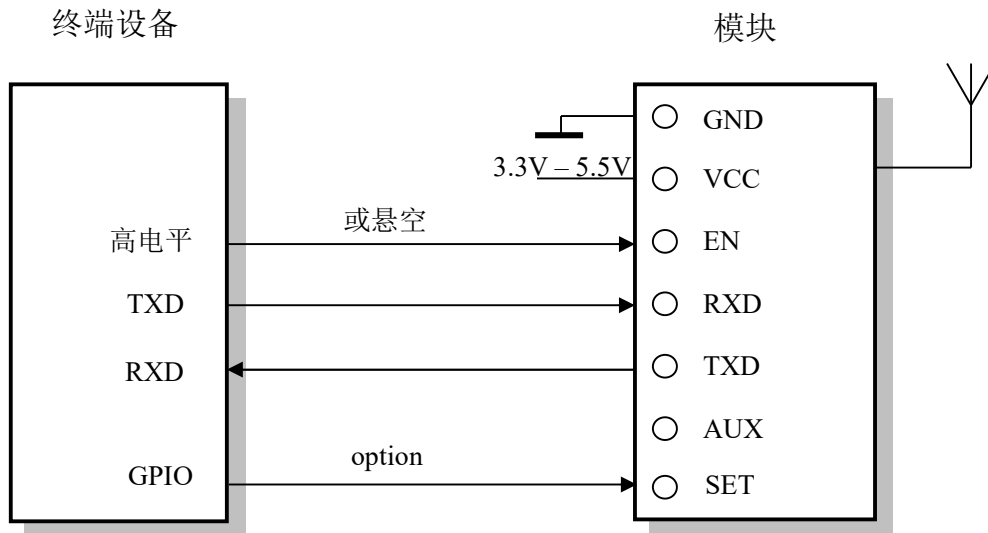 终端设备
模块
GND
3.3V – 5.5V
VCC
或悬空
高电平
EN
TXD
RXD
RXD
TXD
AUX
option
GPIO
SET